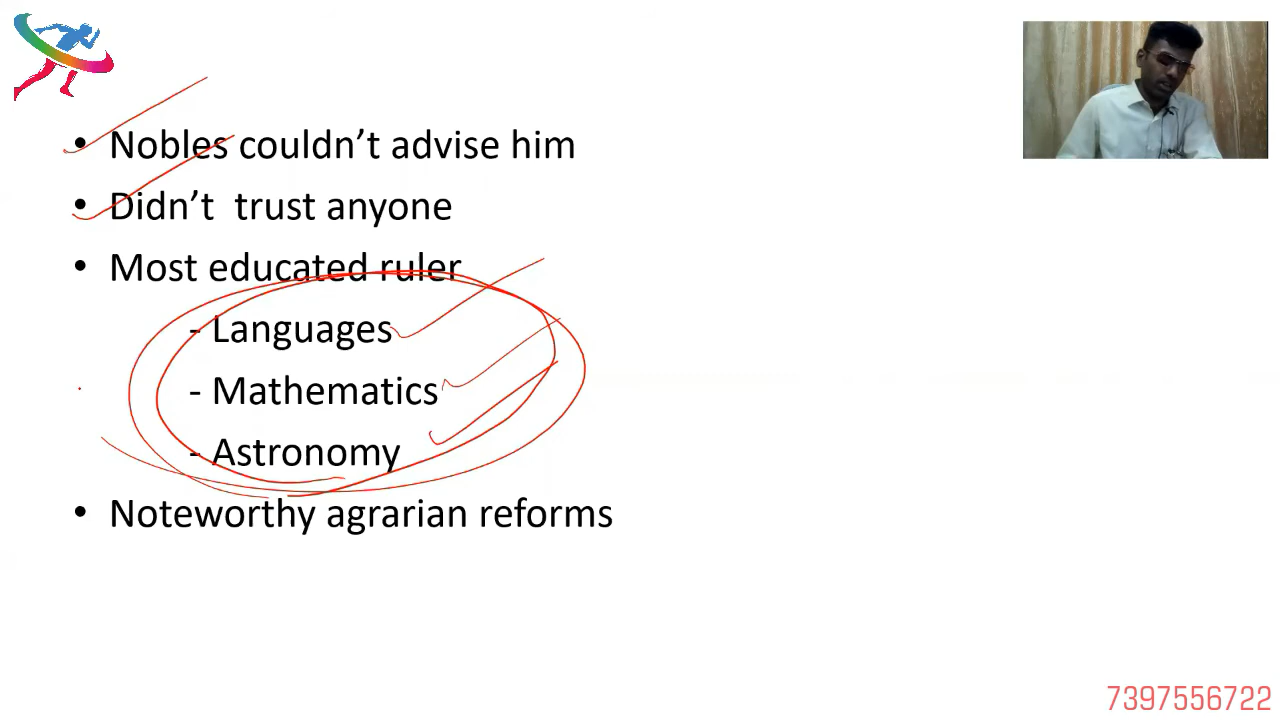 • Nobles couldn’t advise him
• Didn’t  trust anyone
• Most educated ruler
- Languages
- Mathematics
- Astronomy
• Noteworthy agrarian reforms
7397556722